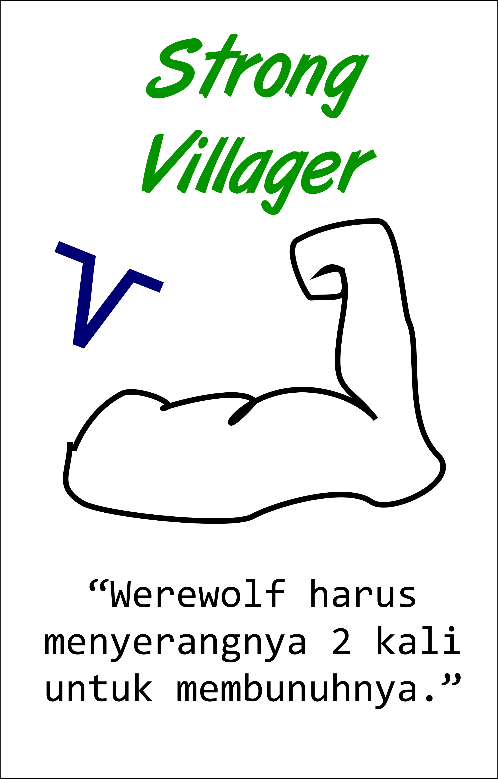 Strong
Villager
V
“Werewolf harus
menyerangnya 2 kali
untuk membunuhnya.”